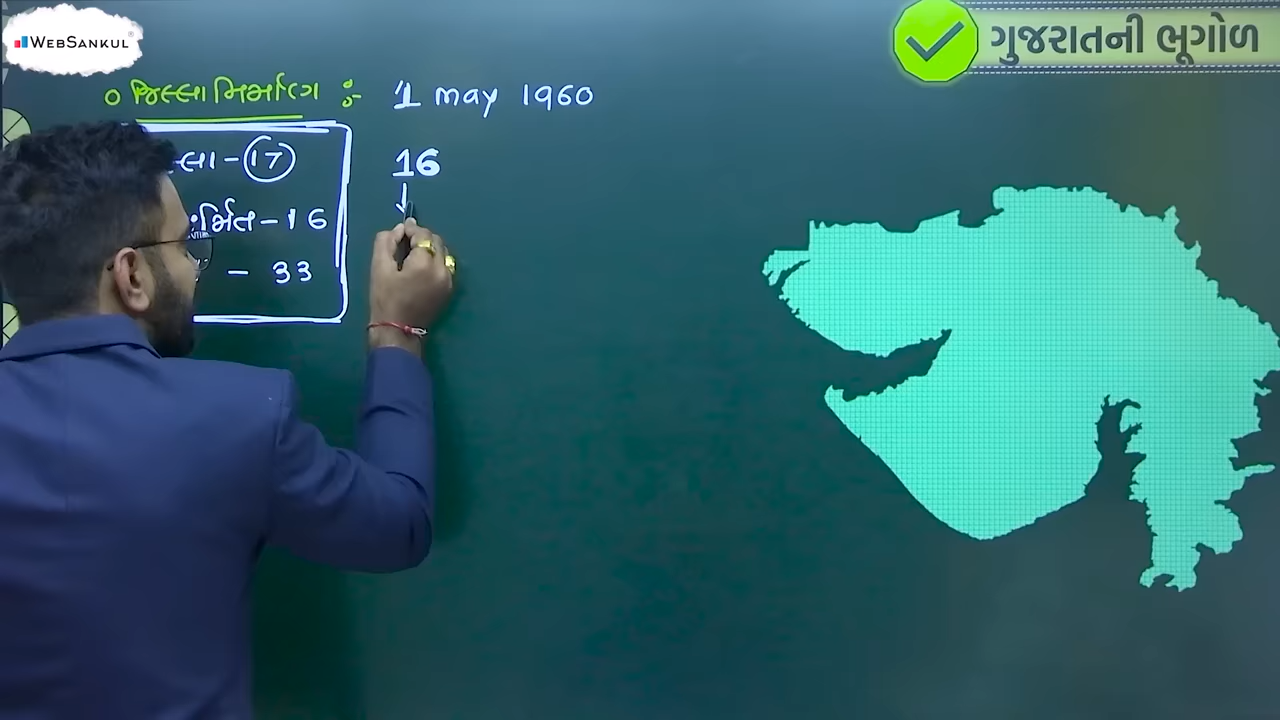 WEBSANKUL
ગુજરાતની ભૂગોળ
૦ જિલ્લા નિર્માણ :- 1 may 1960
- 17
16
- 16
- 33